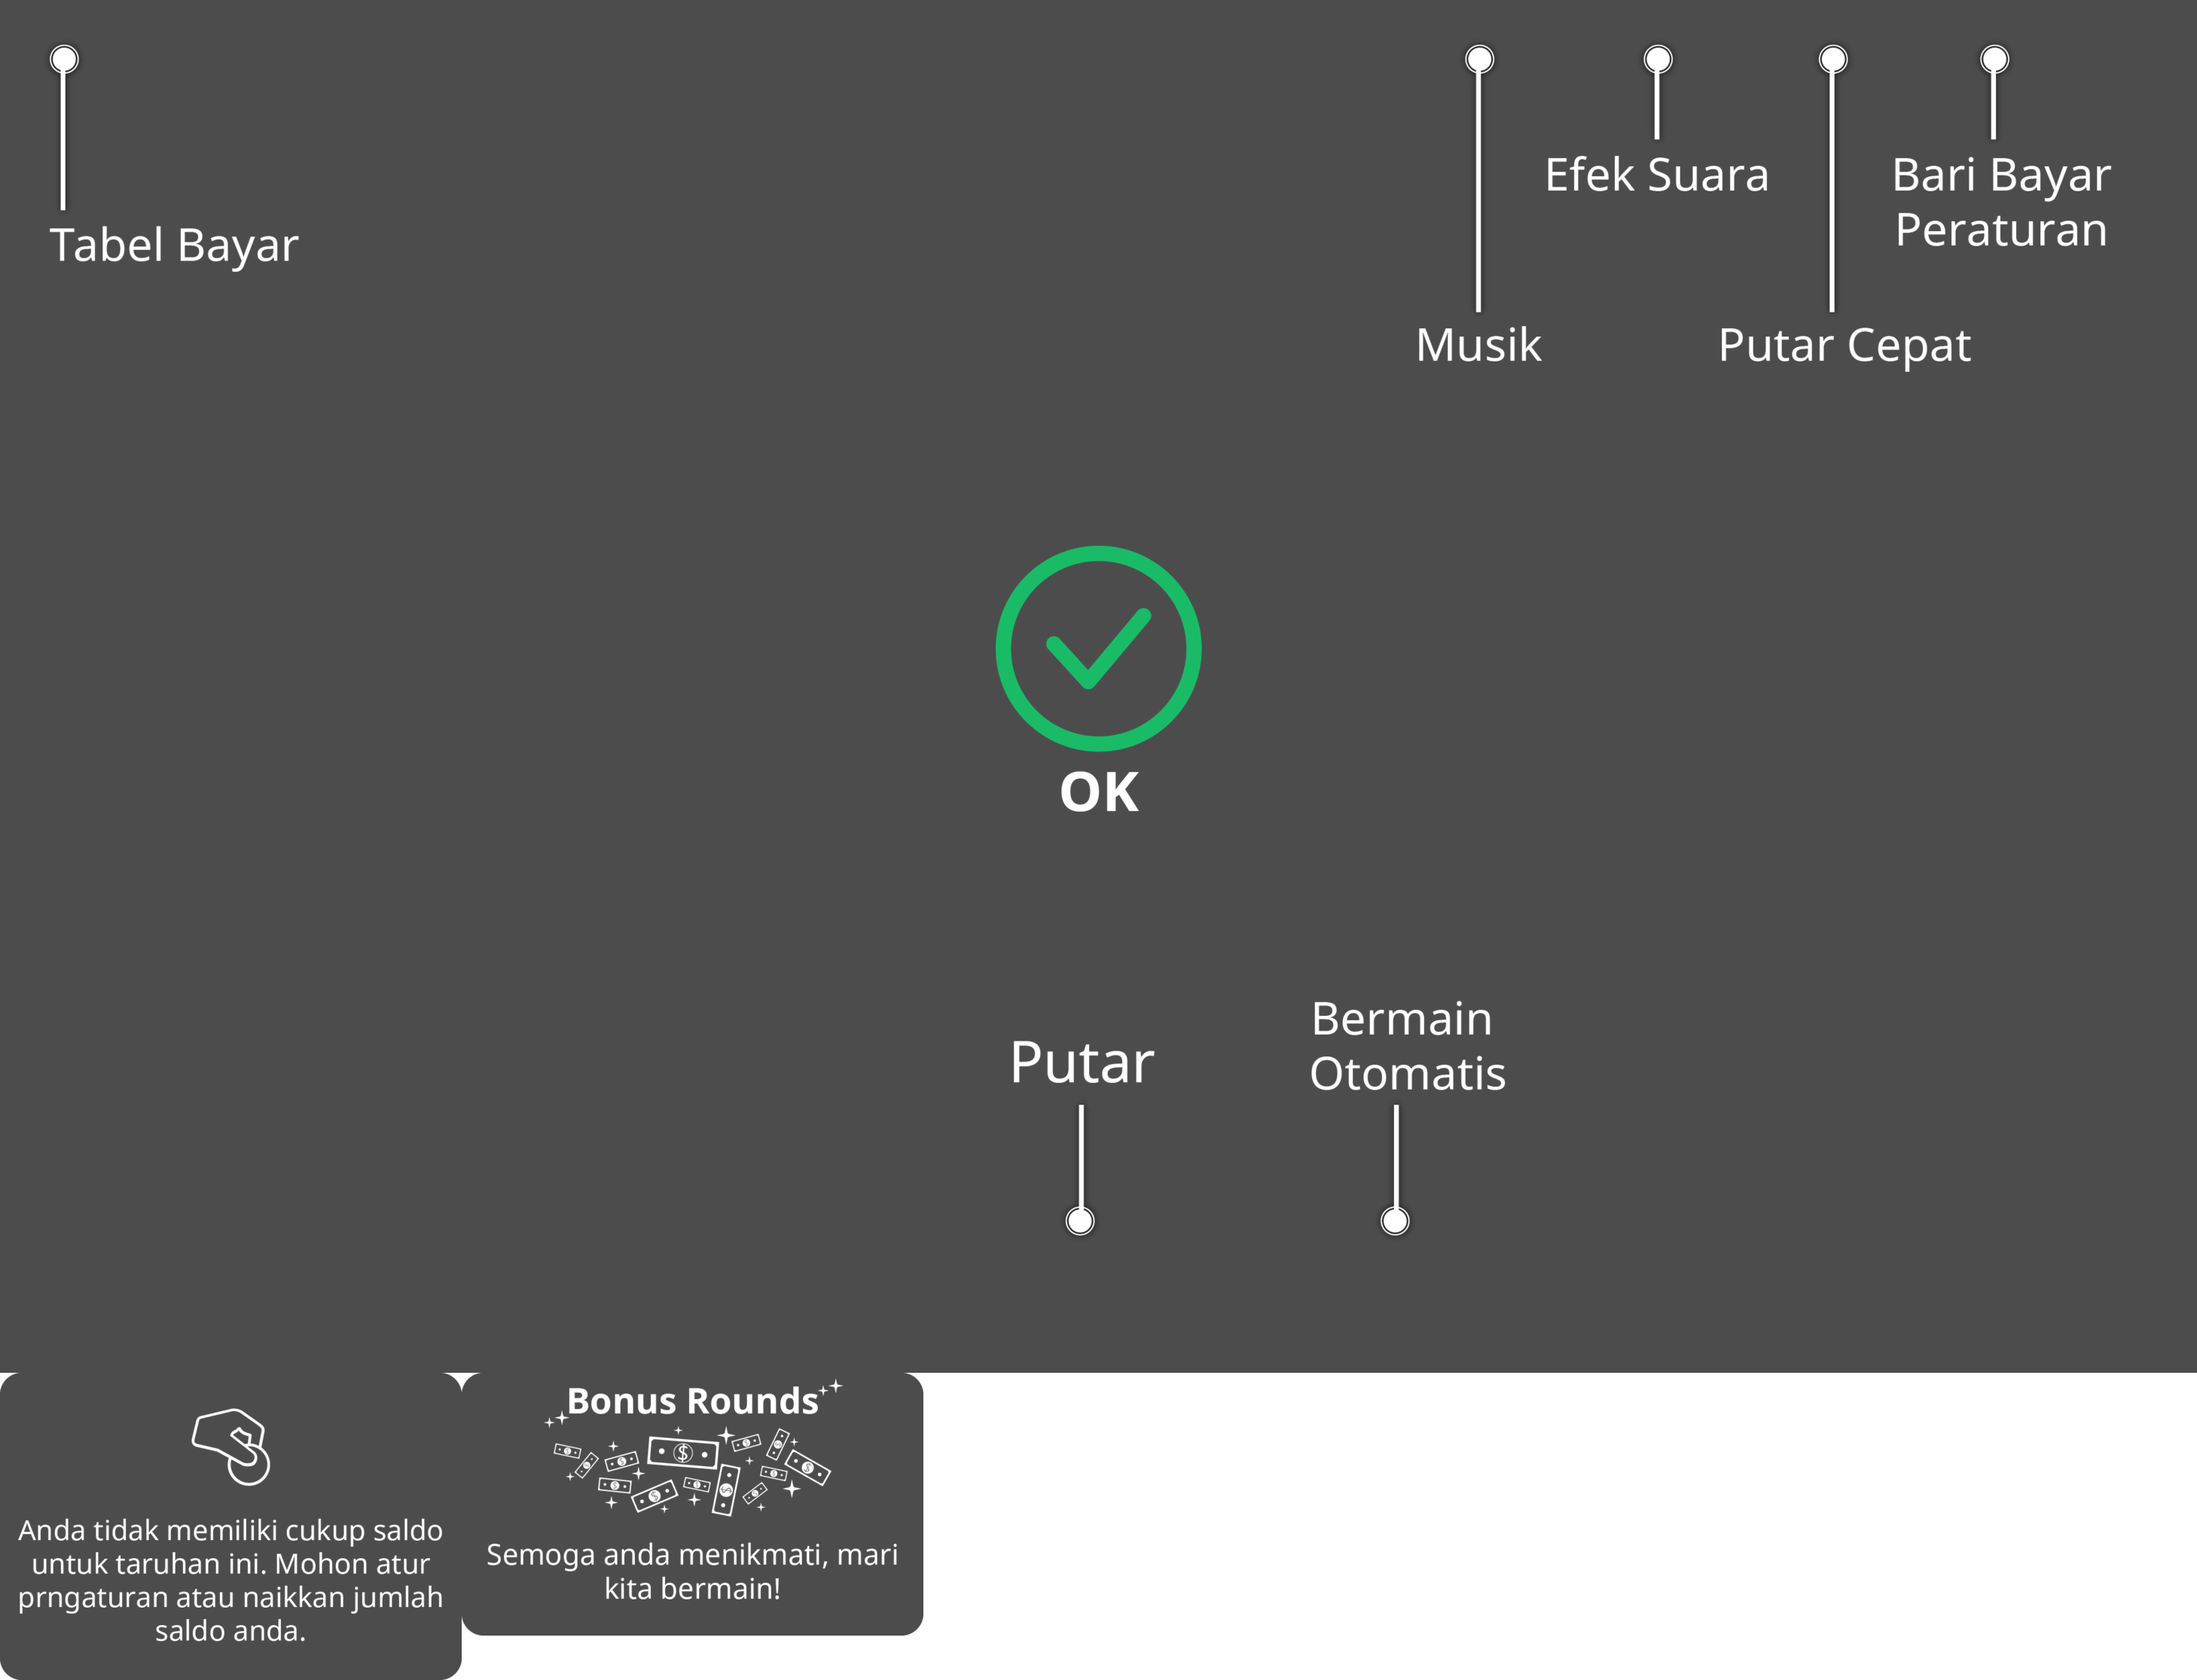 Efek Suara
Bari Bayar
Peraturan
Tabel Bayar
Musik
Putar Cepat
OK
Bermain
Otomatis
Putar
Anda tidak memiliki cukup saldo
untuk taruhan ini. Mohon atur
prngaturan atau naikkan jumlah
saldo anda.
Bonus Rounds
Semoga anda menikmati, mari
kita bermain!